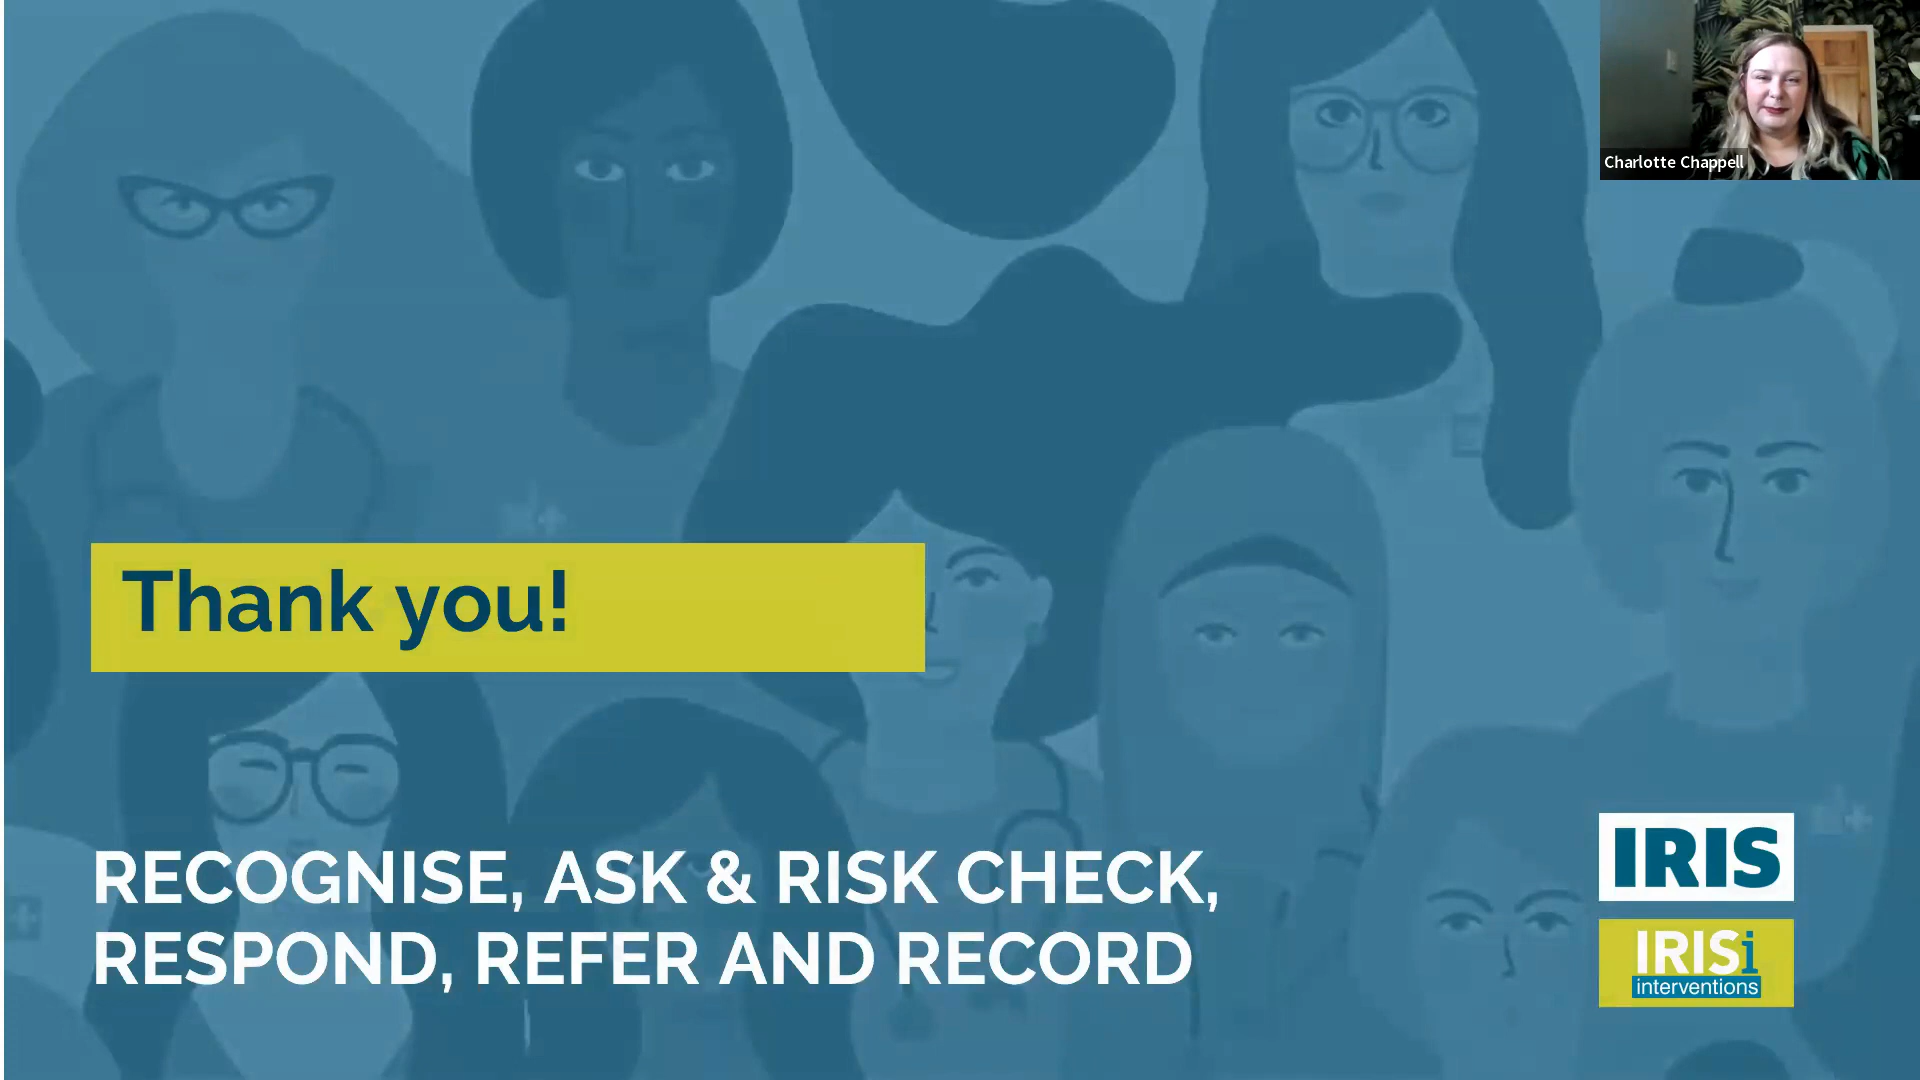 Charlotte Chappell
Thank you!
RECOGNISE, ASK & RISK CHECK,
RESPOND, REFER AND RECORD
IRIS
IRISi
interventions